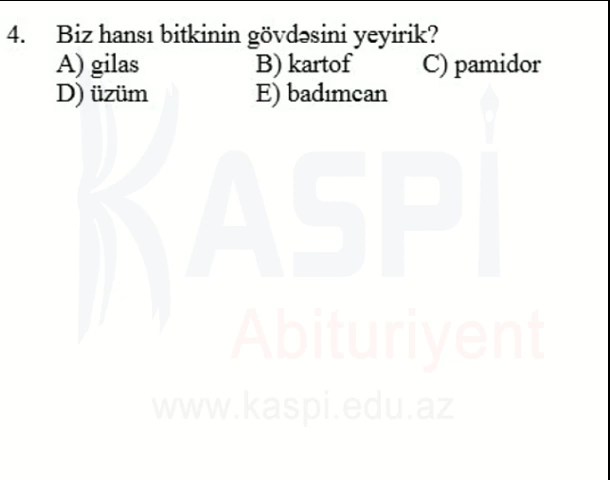 4. Biz hansı bitkinin gövdəsini yeyirik?
A) gilas B) kartof C) pamidor
D) üzüm E) badımcan
KASPİ
Abituriyent
www.kaspi.edu.az